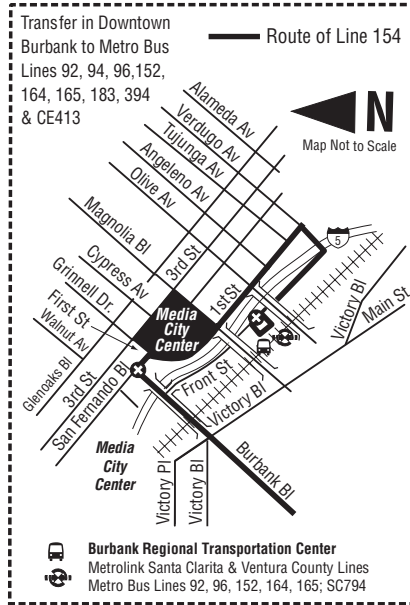 Transfer in Downtown
Burbank to Metro Bus
Lines 92, 94, 96,152,
164, 165, 183, 394
& CE413
Route of Line 154
N
Map Not to Scale
Alameda Av
Verdugo Av
Tujunga Av
Angeleno Av
Olive Av
Magnolia Bl
Cypress Av
Grinnell Dr.
First St
Walnut Av
Glenoaks Bl
3rd St
San Fernando Bl
3rd St
1st St
5
Media
City
Center
Front St
Victory Bl
Victory Bl
Main St
Media
City
Center
Victory Pl
Victory Bl
Burbank Bl
Burbank Regional Transportation Center
Metrolink Santa Clarita & Ventura County Lines
Metro Bus Lines 92, 96, 152, 164, 165; SC794